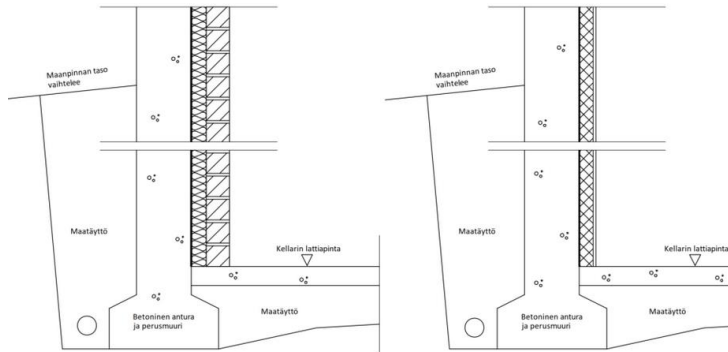 Maanpinnan taso
vaihtelee
Maatäyttö
Kellarin lattiapinta
Betoninen antura
ja perusmuuri
Maatäyttö
Maanpinnan taso
vaihtelee
Maatäyttö
Kellarin lattiapinta
Betoninen antura
ja perusmuuri
Maatäyttö